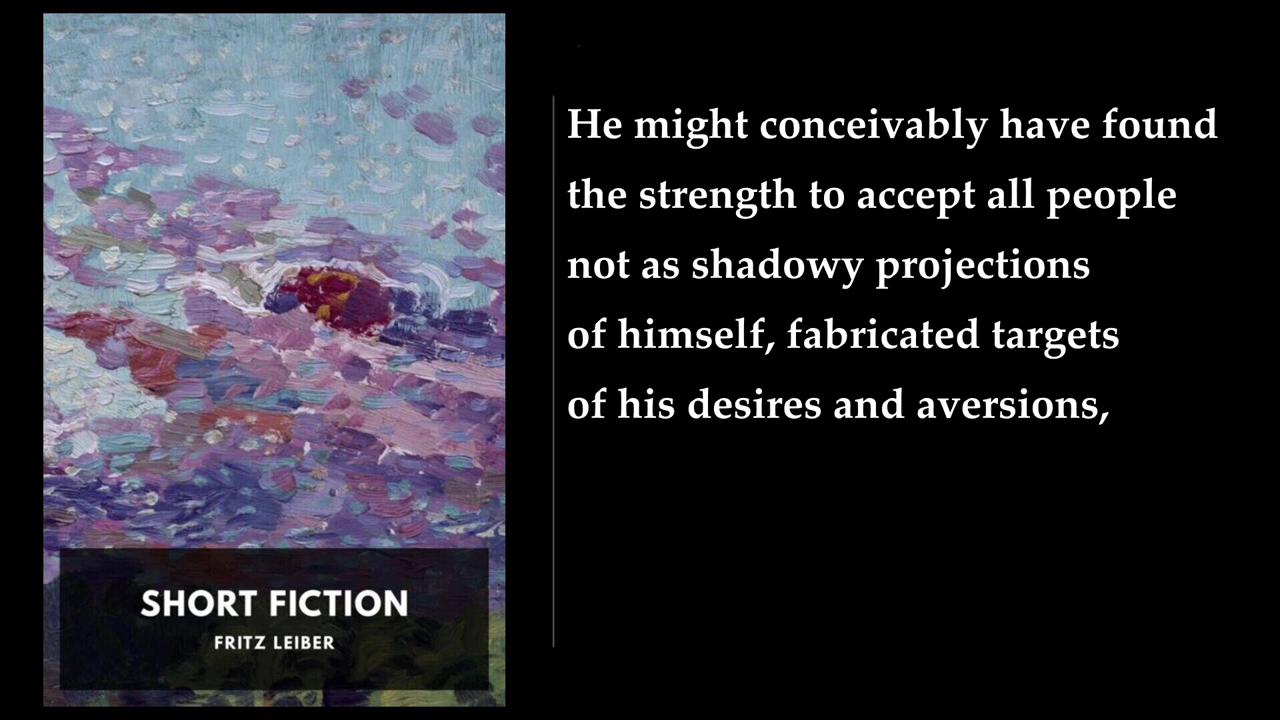 He might conceivably have found
the strength to accept all people
not as shadowy projections
of himself, fabricated targets
of his desires and aversions,
SHORT FICTION
FRITZ LEIBER